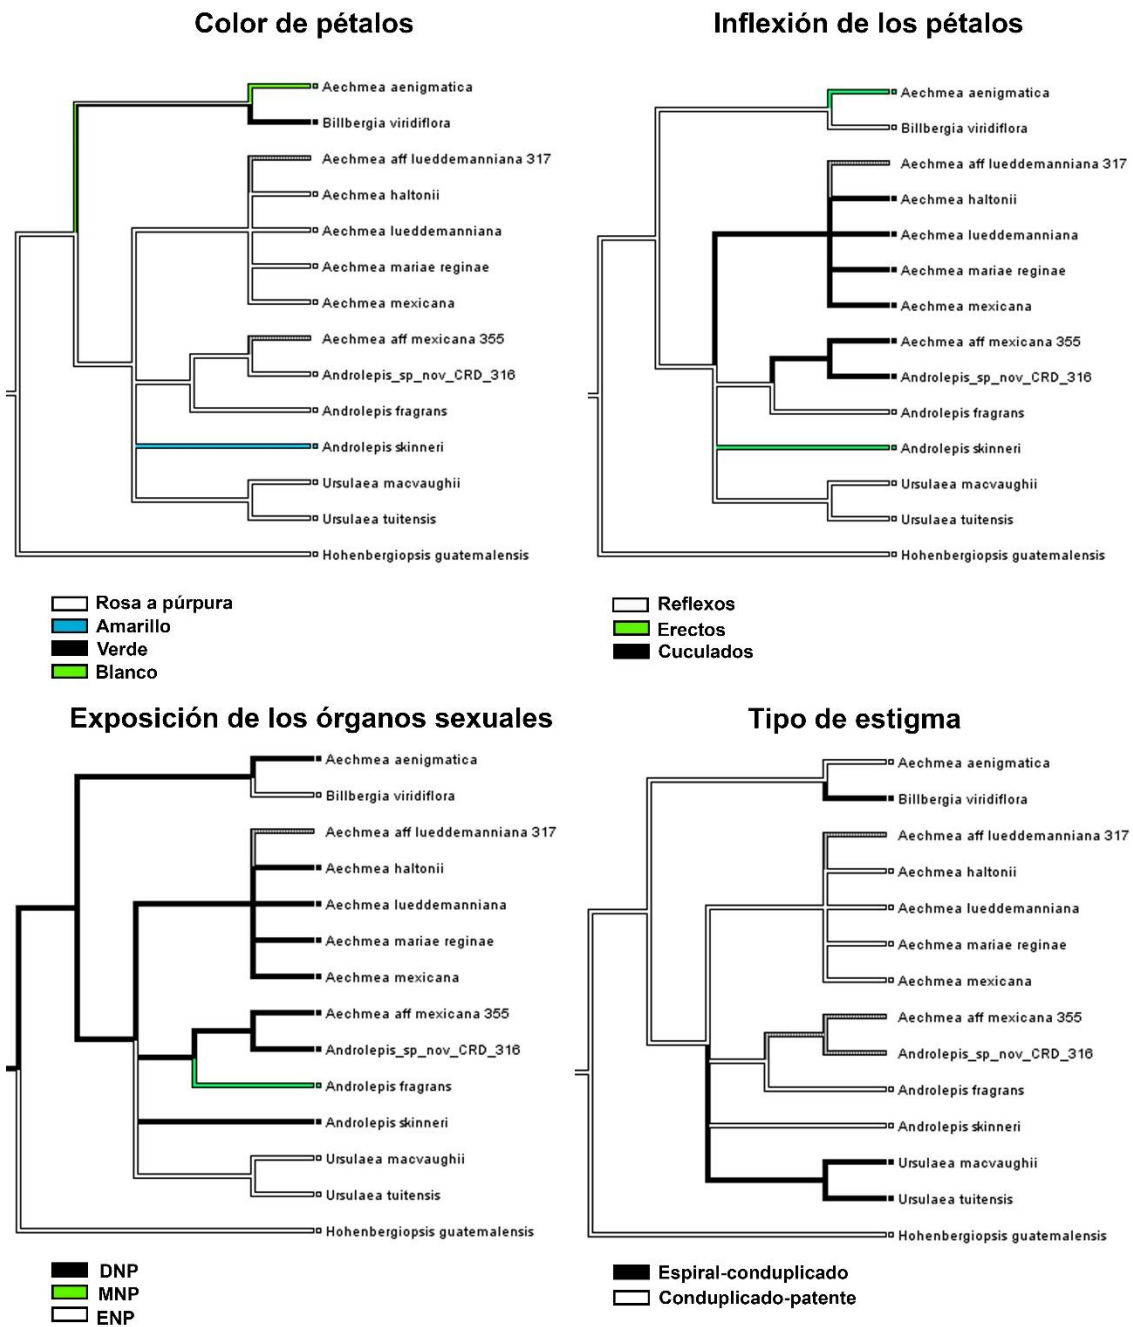 Color de pétalos
Aechmea aenigmatica
Billbergia viridiflora
Aechmea aff lueddemanniana 317
Aechmea haltonii
Aechmea lueddemanniana
Aechmea mariae reginae
Aechmea mexicana
Aechmea aff mexicana 355
Androlepis_sp_nov_CRD_316
Androlepis fragrans
Androlepis skinneri
Ursulaea macvaughii
Ursulaea tuitensis
Hohenbergiopsis guatemalensis
Rosa a púrpura
Amarillo
Verde
Blanco
Inflexión de los pétalos
Aechmea aenigmatica
Billbergia viridiflora
Aechmea aff lueddemanniana 317
Aechmea haltonii
Aechmea lueddemanniana
Aechmea mariae reginae
Aechmea mexicana
Aechmea aff mexicana 355
Androlepis_sp_nov_CRD_316
Androlepis fragrans
Androlepis skinneri
Ursulaea macvaughii
Ursulaea tuitensis
Hohenbergiopsis guatemalensis
Reflexos
Erectos
Cuculados
Exposición de los órganos sexuales
Aechmea aenigmatica
Billbergia viridiflora
Aechmea aff lueddemanniana 317
Aechmea haltonii
Aechmea lueddemanniana
Aechmea mariae reginae
Aechmea mexicana
Aechmea aff mexicana 355
Androlepis_sp_nov_CRD_316
Androlepis fragrans
Androlepis skinneri
Ursulaea macvaughii
Ursulaea tuitensis
Hohenbergiopsis guatemalensis
DNP
MNP
ENP
Tipo de estigma
Aechmea aenigmatica
Billbergia viridiflora
Aechmea aff lueddemanniana 317
Aechmea haltonii
Aechmea lueddemanniana
Aechmea mariae reginae
Aechmea mexicana
Aechmea aff mexicana 355
Androlepis_sp_nov_CRD_316
Androlepis fragrans
Androlepis skinneri
Ursulaea macvaughii
Ursulaea tuitensis
Hohenbergiopsis guatemalensis
Espiral-conduplicado
Conduplicado-patente